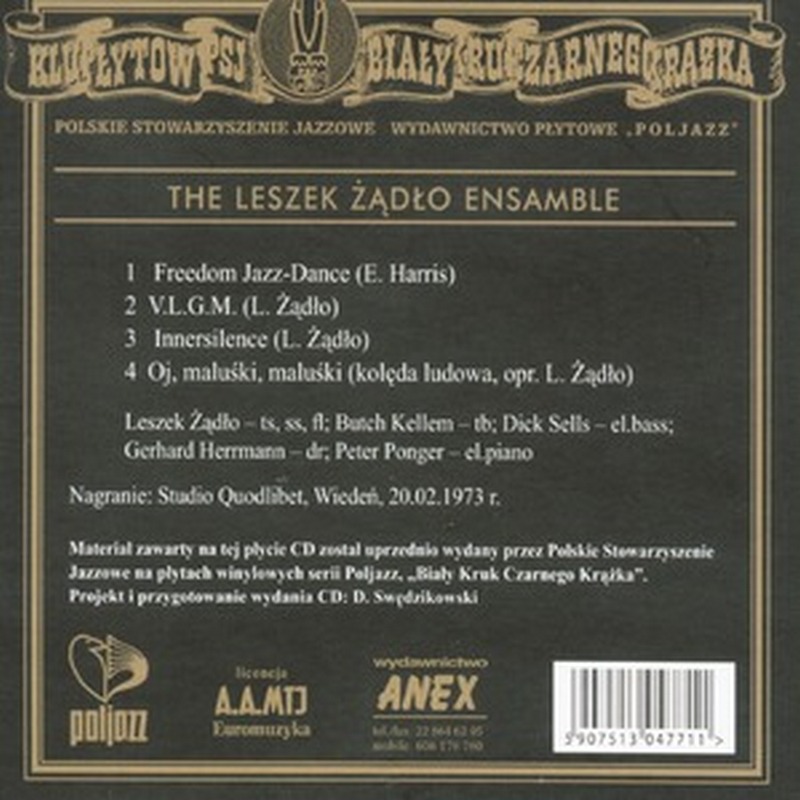 KLUB PŁYTOWY PSJ BIAŁY KRUK CZARNEGO KRĄŻKA
POLSKIE STOWARZYSZENIE JAZZOWE WYDAWNICTWO PŁYTOWE „POLJAZZ"
THE LESZEK ŻĄDŁO ENSAMBLE
1 Freedom Jazz-Dance (E. Harris)
2 V.L.G.M. (L. Żądło)
3 Innersilence (L. Żądło)
4 Oj, maluśki, maluśki (kolęda ludowa, opr. L. Żądło)
Leszek Żądło – ts, ss, fl; Butch Kellem – tb; Dick Sells – el.bass;
Gerhard Herrmann – dr; Peter Ponger – el.piano
Nagranie: Studio Quodlibet, Wiedeń, 20.02.1973 r.
Materiał zawarty na tej płycie CD został uprzednio wydany przez Polskie Stowarzyszenie
Jazzowe na płytach winylowych serii Poljazz, „Biały Kruk Czarnego Krążka".
Projekt i przygotowanie wydania CD: D. Swędzikowski
poljazz
licencja
A.A.MTJ
Euromuzyka
wydawnictwo
ANEX
tel./fax
mobile
5 907513 047711 >